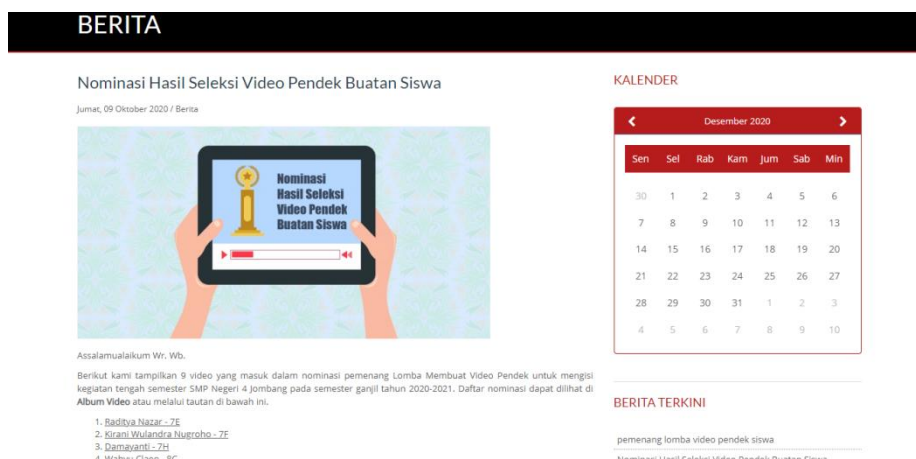 BERITA
Nominasi Hasil Seleksi Video Pendek Buatan Siswa
Jumat, 09 Oktober 2020 / Berita
Nominasi
Hasil Seleksi
Video Pendek
Buatan Siswa
Assalamualaikum Wr. Wb.
Berikut kami tampilkan 9 video yang masuk dalam nominasi pemenang Lomba Membuat Video Pendek untuk mengisi
kegiatan tengah semester SMP Negeri 4 Jombang pada semester ganjil tahun 2020-2021. Daftar nominasi dapat dilihat di
Album Video atau melalui tautan di bawah ini.
1. Raditya Nazar - 7E
2. Kirani Wulandra Nugroho - 7F
3. Damayanti - 7H
KALENDER
Desember 2020
Sen Sel Rab Kam Jum Sab Min
30 1 2 3 4 5 6
7 8 9 10 11 12 13
14 15 16 17 18 19 20
21 22 23 24 25 26 27
28 29 30 31 1 2 3
4 5 6 7 8 9 10
BERITA TERKINI
pemenang lomba video pendek siswa
Nominasi Hasil Seleksi Video Pendek Buatan Siswa